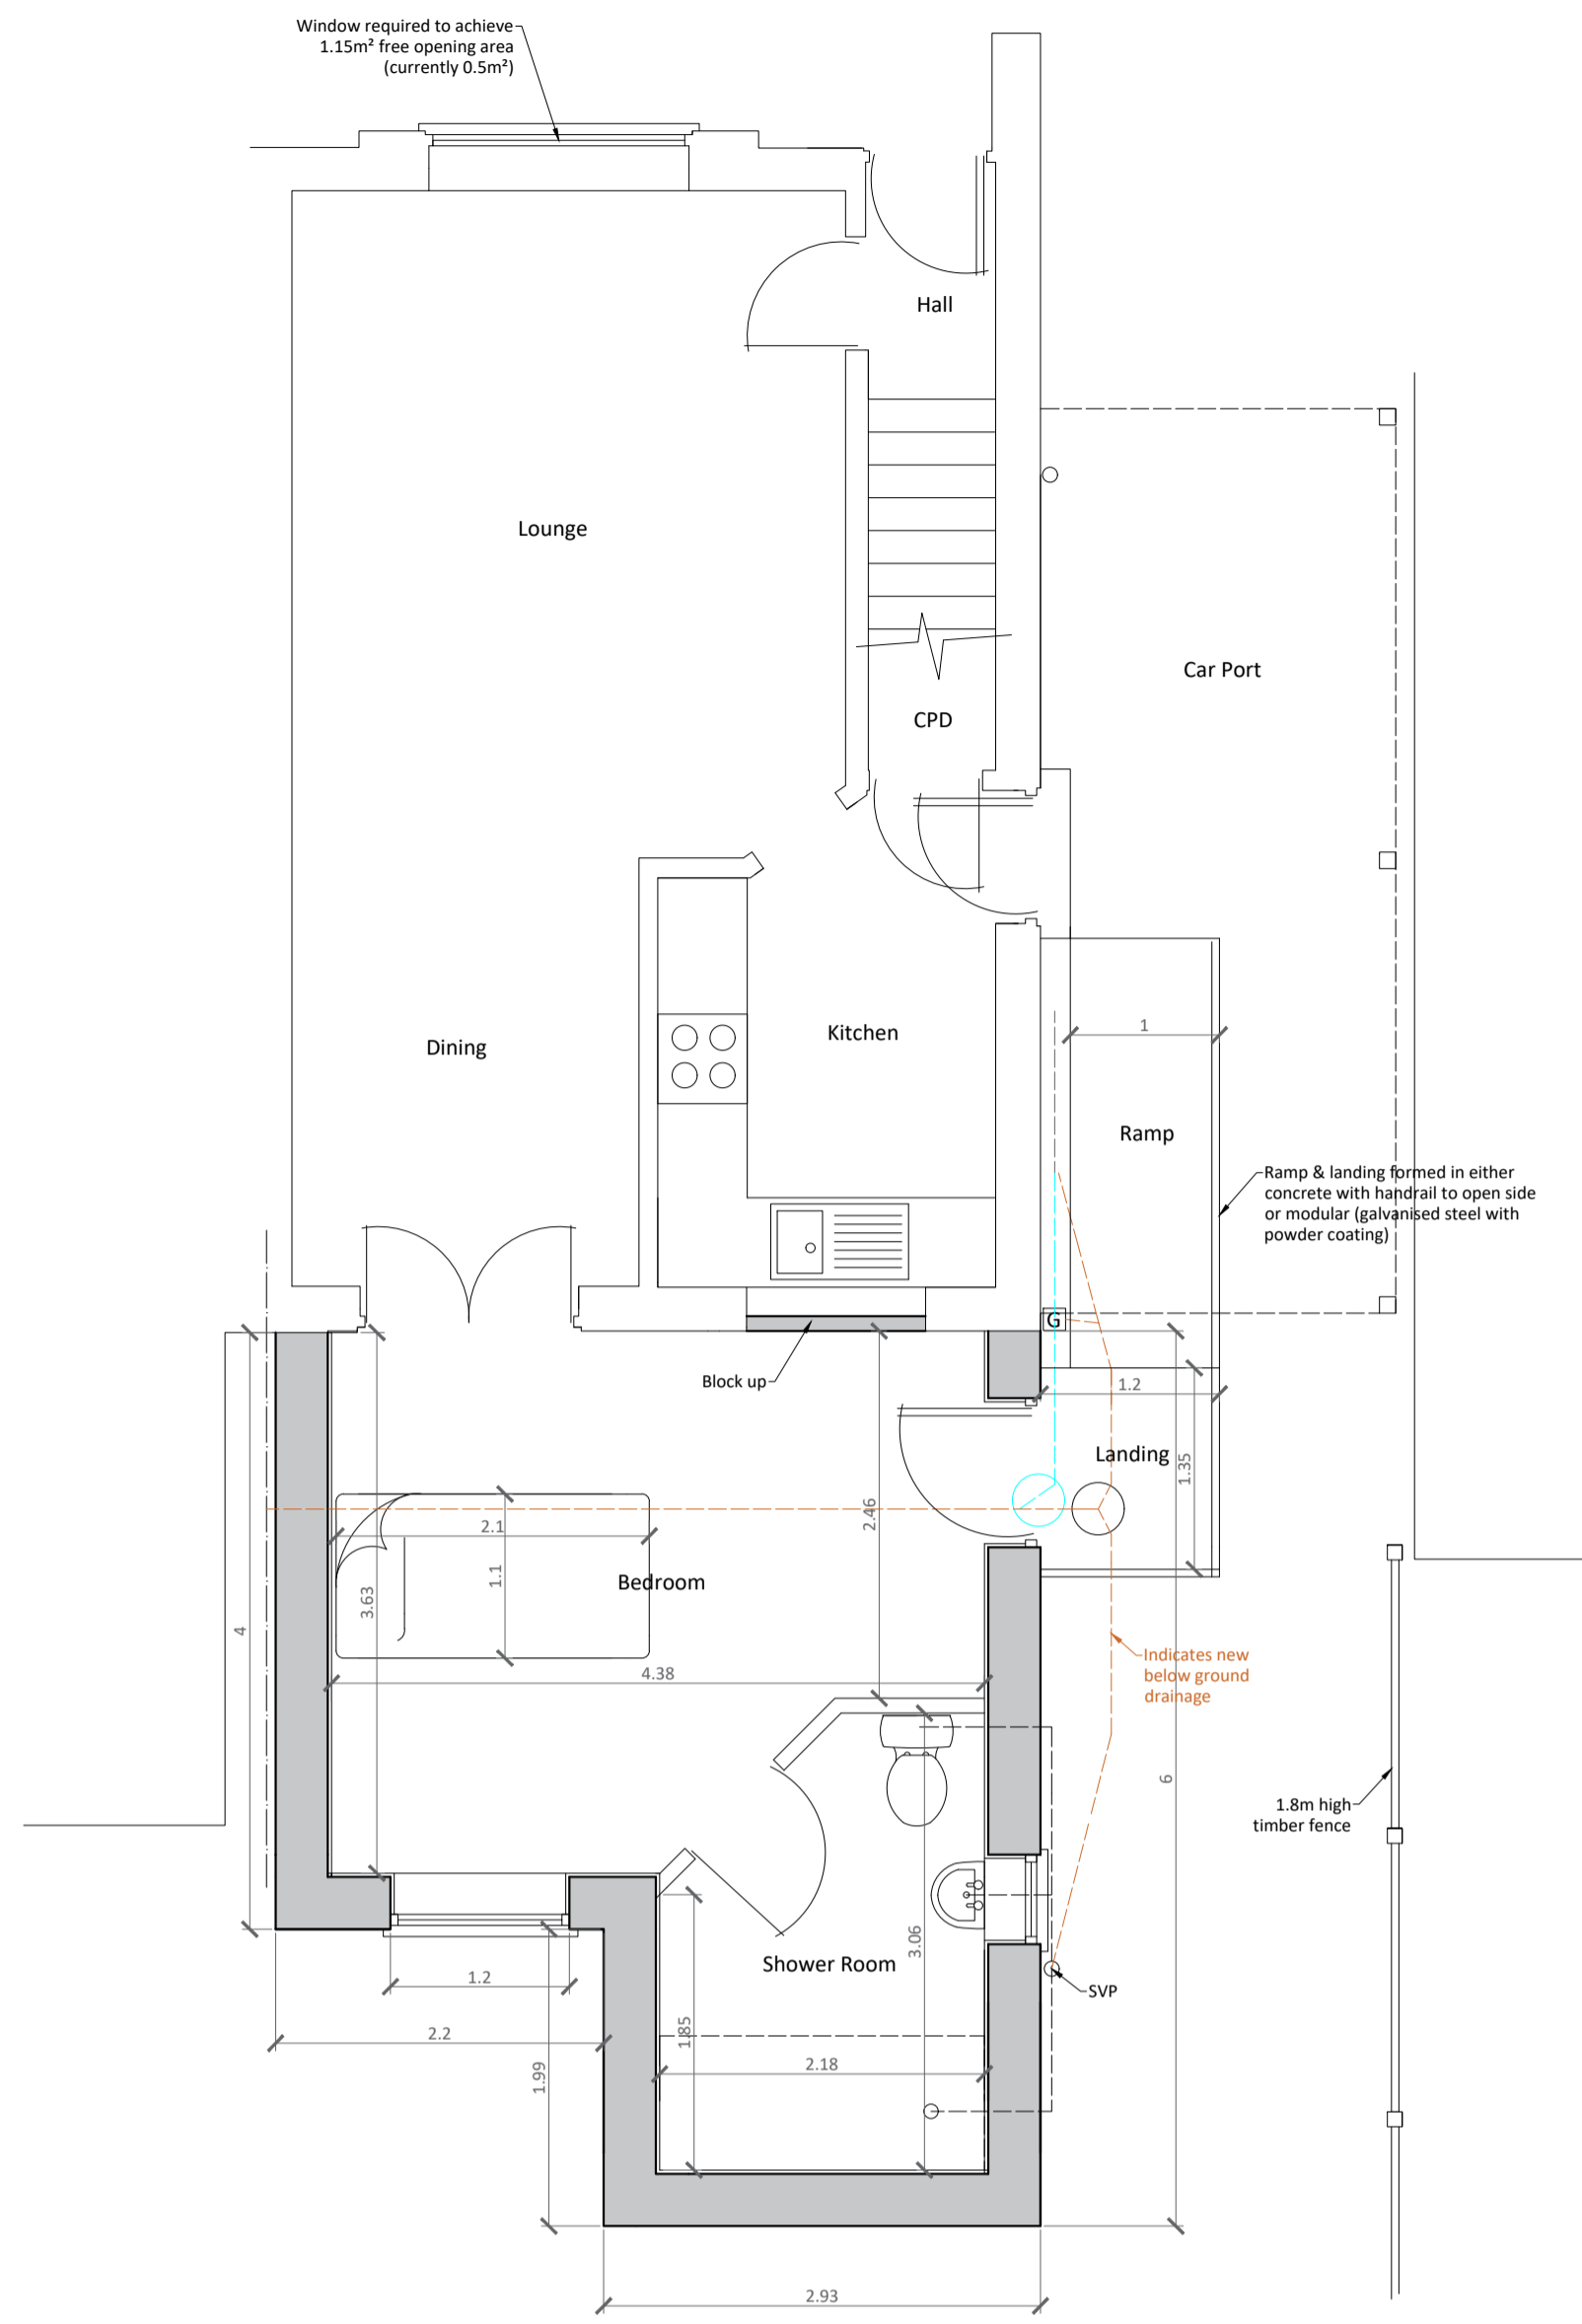 Window required to achieve
1.15m² free opening area
(currently 0.5m²)
Hall
Lounge
Car Port
CPD
Kitchen
Dining
1
Ramp
Ramp & landing formed in either
concrete with handrail to open side
or modular (galvanised steel with
powder coating)
G
Block up
1.2
Landing
1.35
2.46
2.1
1.1
Bedroom
3.63
4
4.38
Indicates new
below ground
drainage
6
1.8m high
timber fence
3.06
Shower Room
SVP
1.2
1.85
2.2
2.18
1.99
2.93